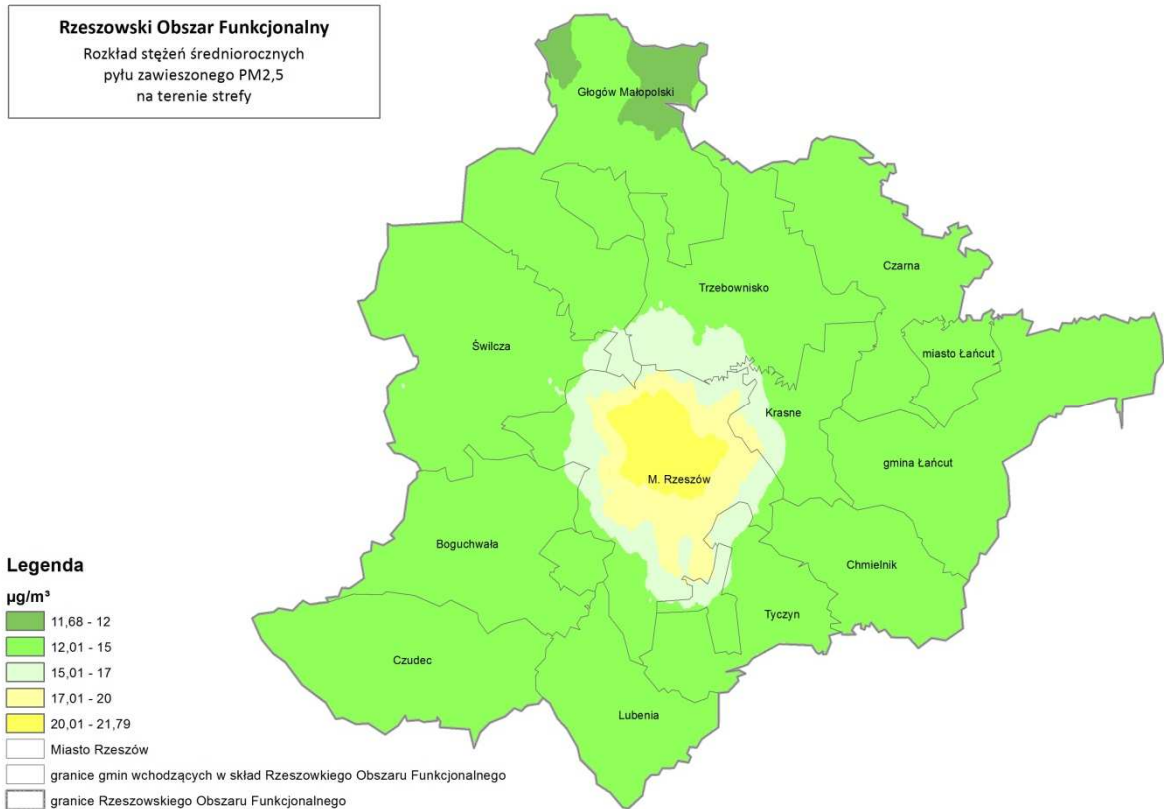 Rzeszowski Obszar Funkcjonalny
Rozkład stężeń średniorocznych
pyłu zawieszonego PM2,5
na terenie strefy
Głogów Małopolski
Czarna
Trzebownisko
Świlcza
miasto Łańcut
Krasne
gmina Łańcut
M. Rzeszów
Boguchwała
Chmielnik
Tyczyn
Czudec
Lubenia
Legenda
µg/m³
11,68 - 12
12,01 - 15
15,01 - 17
17,01 - 20
20,01 - 21,79
Miasto Rzeszów
granice gmin wchodzących w skład Rzeszowkiego Obszaru Funkcjonalnego
granice Rzeszowskiego Obszaru Funkcjonalnego